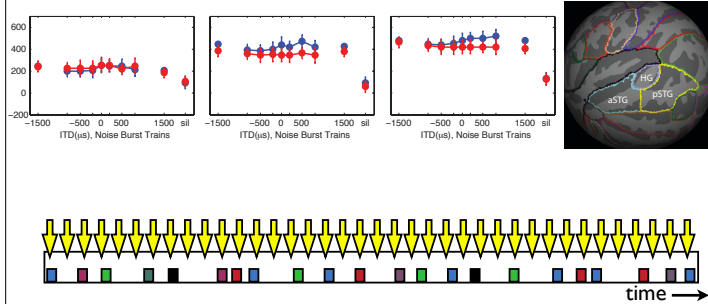 600
400
200
0
−200
−1500 −500 0 500 1500 sil
ITD(μs), Noise Burst Trains
−1500 −500 0 500 1500 sil
ITD(μs), Noise Burst Trains
−1500 −500 0 500 1500 sil
ITD(μs), Noise Burst Trains
HG
aSTG pSTG
time